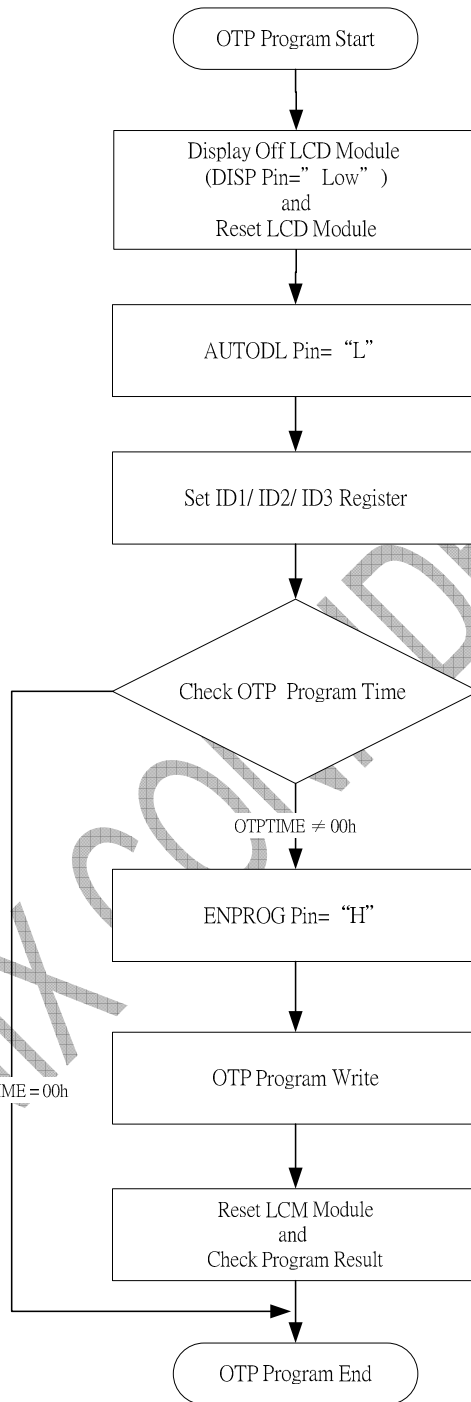 OTP Program Start
Display Off LCD Module
(DISP Pin=” Low” )
and
Reset LCD Module
AUTODL Pin= “L”
Set ID1/ ID2/ ID3 Register
Check OTP Program Time
OTPTIME ≠ 00h
ENPROG Pin= “H”
OTP Program Write
IME = 00h
Reset LCM Module
and
Check Program Result
OTP Program End